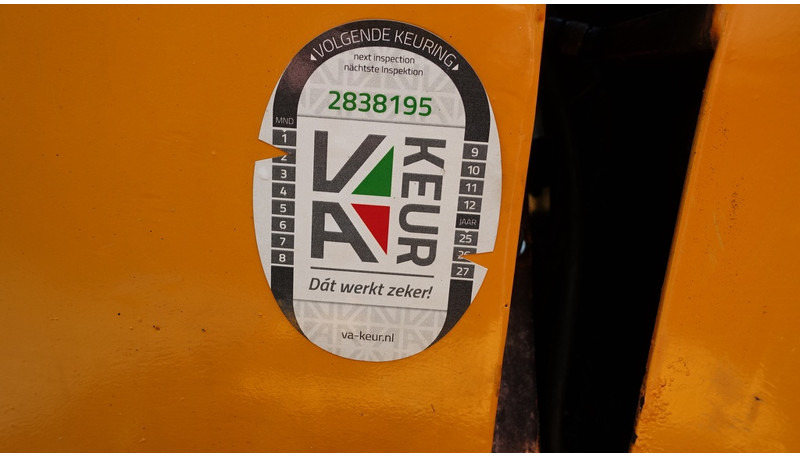 VOLGENDE KEURING
next inspection
nächtste Inspektion
2838195
MND
1
2
3
4
5
6
7
8
9
10
11
12
JAAR
25
26
27
VA
KEUR
Dát werkt zeker!
va-keur.nl